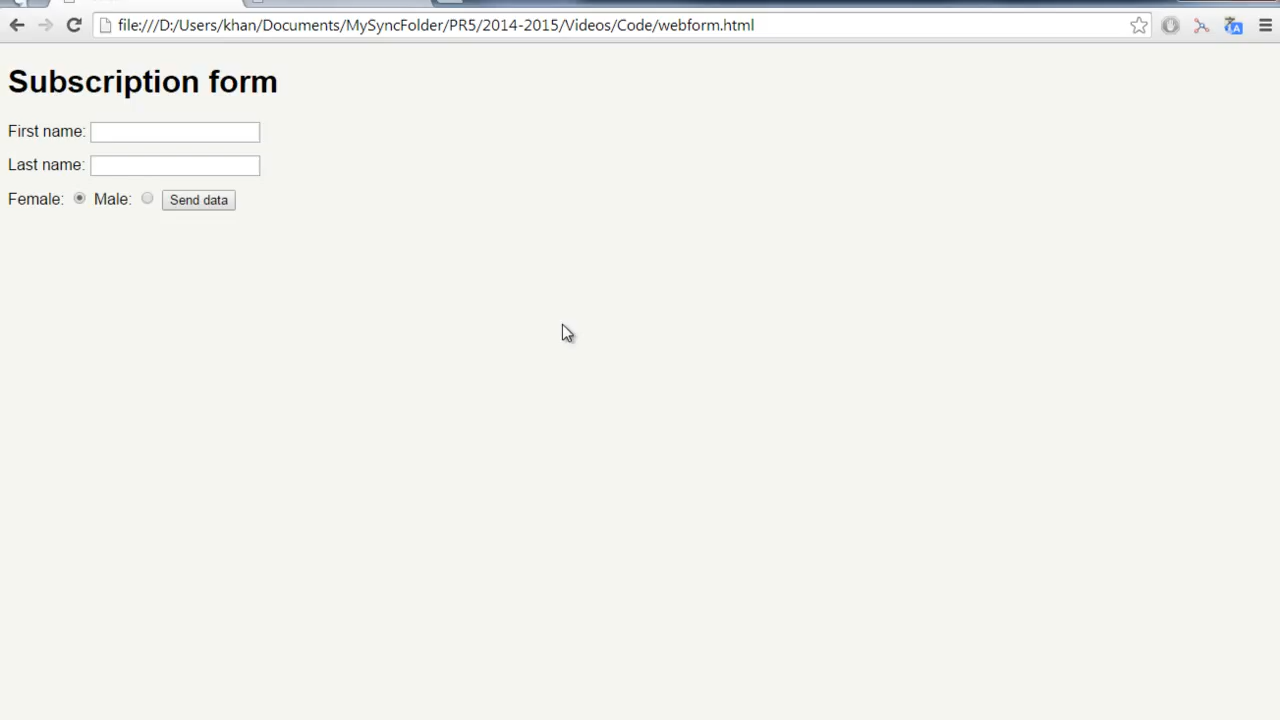 file:///D:/Users/khan/Documents/MySyncFolder/PR5/2014-2015/Videos/Code/webform.html
Subscription form
First name:
Last name:
Female: Male: Send data